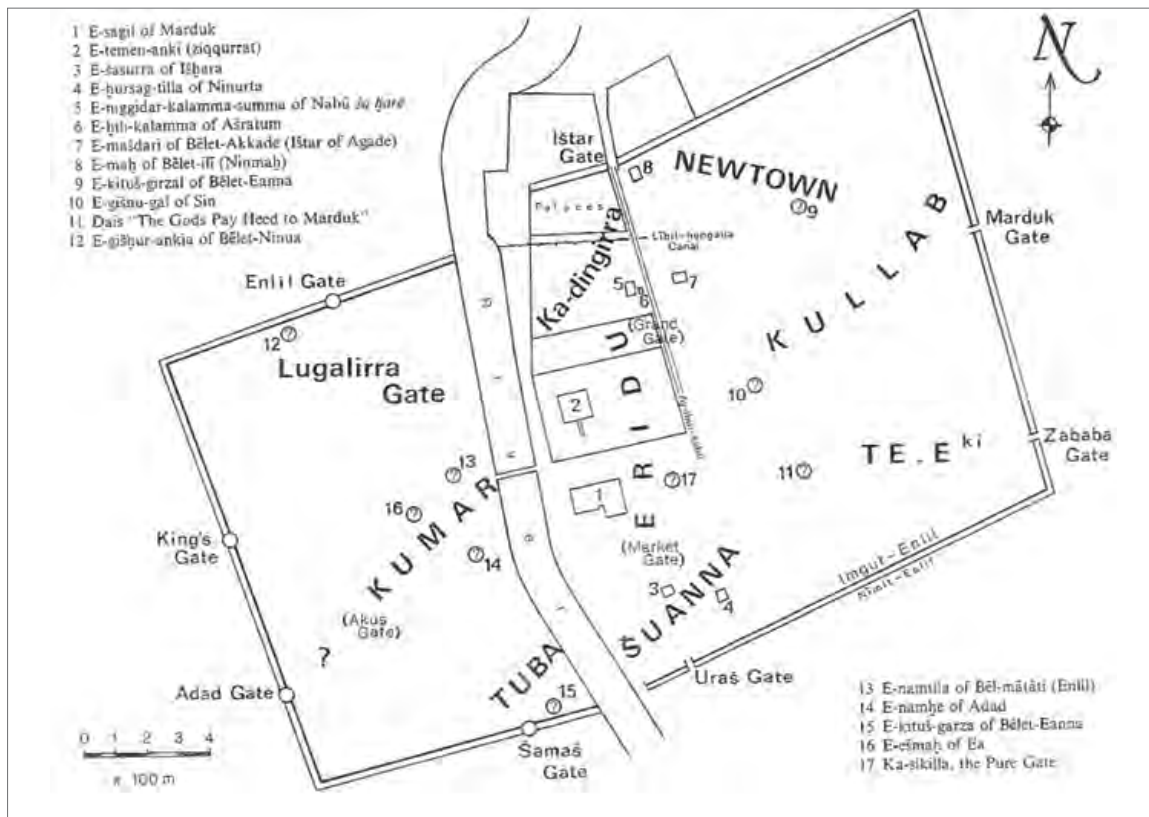 1 E-sagil of Marduk
2 E-temen-anki (ziqqurrat)
3 E-šasurra of Išḫara
4 E-ḫursag-tilla of Ninurta
5 E-niggidar-kalamma-summa of Nabû ša ḫarê
6 E-ḫili-kalamma of Ašratum
7 E-mašdari of Bēlet-Akkade (Ištar of Agade)
8 E-maḫ of Bēlet-ilī (Ninmaḫ)
9 E-kituš-girzal of Bēlet-Eanna
10 E-gišnu-gal of Sin
11 Dais "The Gods Pay Heed to Marduk"
12 E-gišḫur-ankia of Bēlet-Ninua
N
Ištar
Gate
8
NEWTOWN
9
Palaces
Lībil-ḫengalla
Canal
Marduk
Gate
Ka-dingirra
5
6
7
(Grand
Gate)
KULLAB
Enlil Gate
12
Lugalirra
Gate
River
2
ERIDU
10
Zababa
Gate
TE.E ki
11
13
16
14
KUMAR
1
17
King's
Gate
(Market
Gate)
3
4
ŠUANNA
Imgur-Enlil
(Akuṣ
Gate)
?
Adad Gate
TUBA
15
Uraš Gate
Šamaš
Gate
0 1 2 3 4
x 100 m
13 E-namtila of Bēl-mātāti (Enlil)
14 E-namḫe of Adad
15 E-kituš-garza of Bēlet-Eanna
16 E-ešmaḫ of Ea
17 Ka-sikilla, the Pure Gate